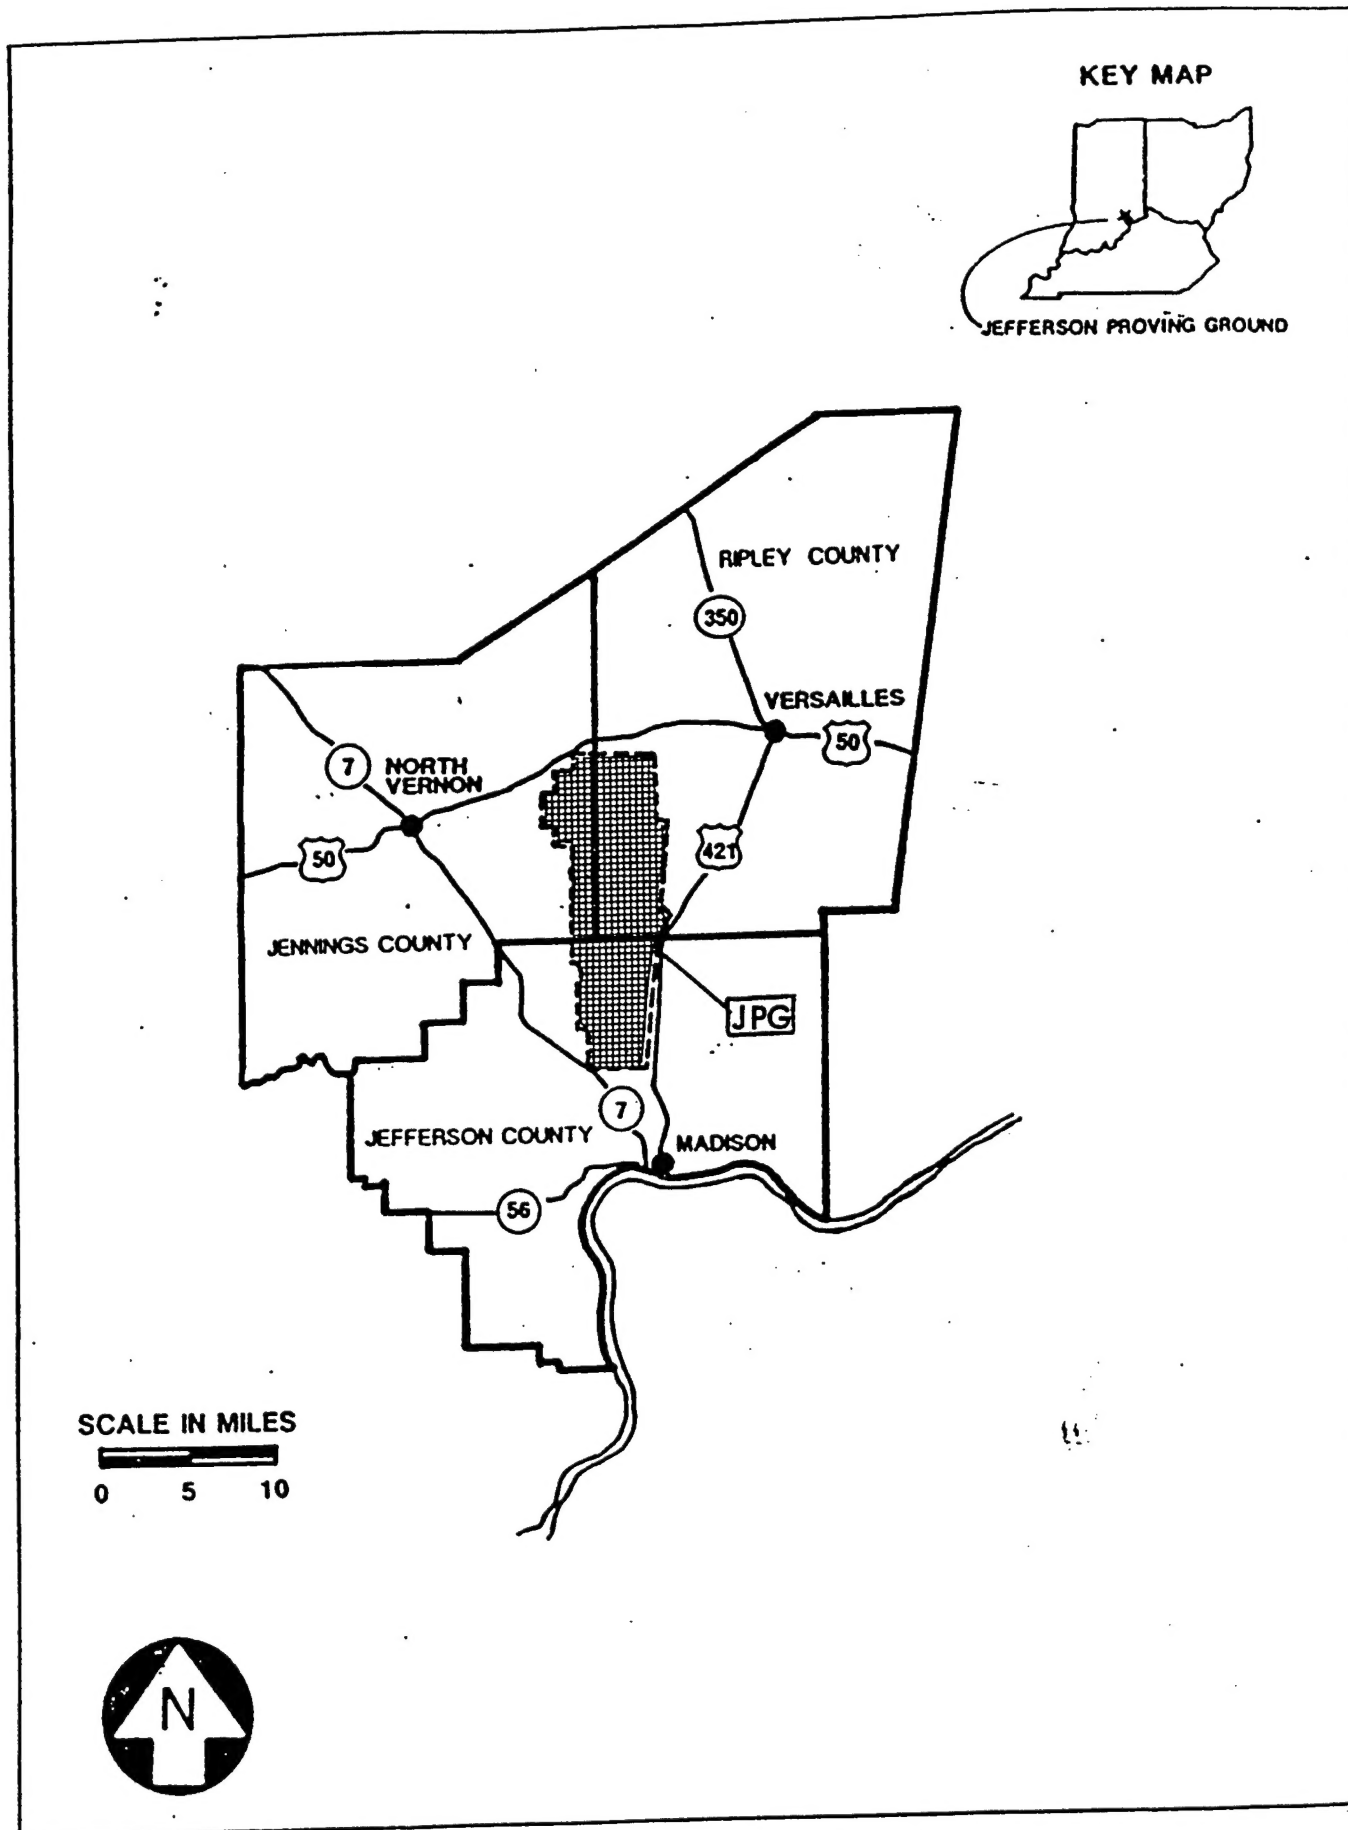 KEY MAP
JEFFERSON PROVING GROUND
RIPLEY COUNTY
350
VERSAILLES
50
7
NORTH
VERNON
421
50
JENNINGS COUNTY
JPG
7
JEFFERSON COUNTY
MADISON
56
SCALE IN MILES
0 5 10
N